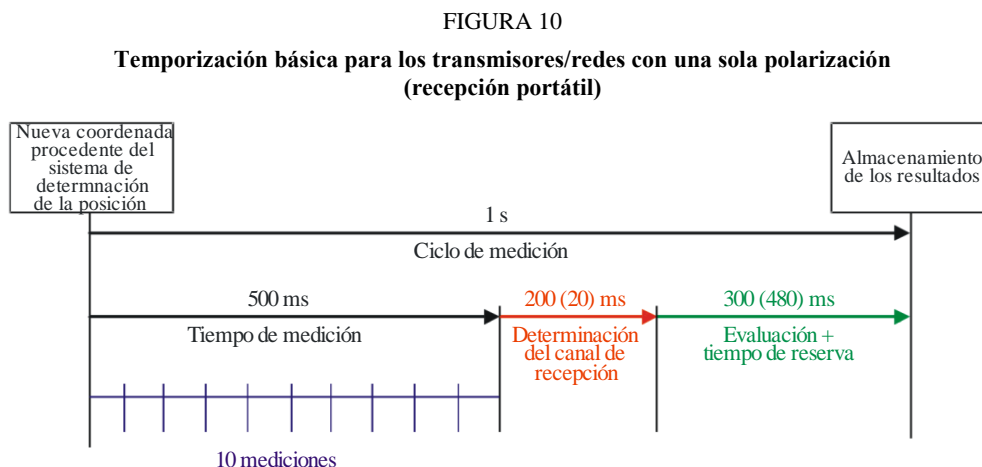 FIGURA 10
Temporización básica para los transmisores/redes con una sola polarización
(recepción portátil)
Nueva coordenada
procedente del
sistema de
determnación
de la posición
Almacenamiento
de los resultados
1 s
Ciclo de medición
500 ms
Tiempo de medición
200 (20) ms
Determinación
del canal de
recepción
300 (480) ms
Evaluación +
tiempo de reserva
10 mediciones